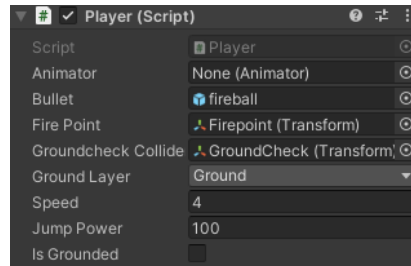 Player (Script)
Script Player
Animator None (Animator)
Bullet fireball
Fire Point Firepoint (Transform)
Groundcheck Collide GroundCheck (Transform)
Ground Layer Ground
Speed 4
Jump Power 100
Is Grounded